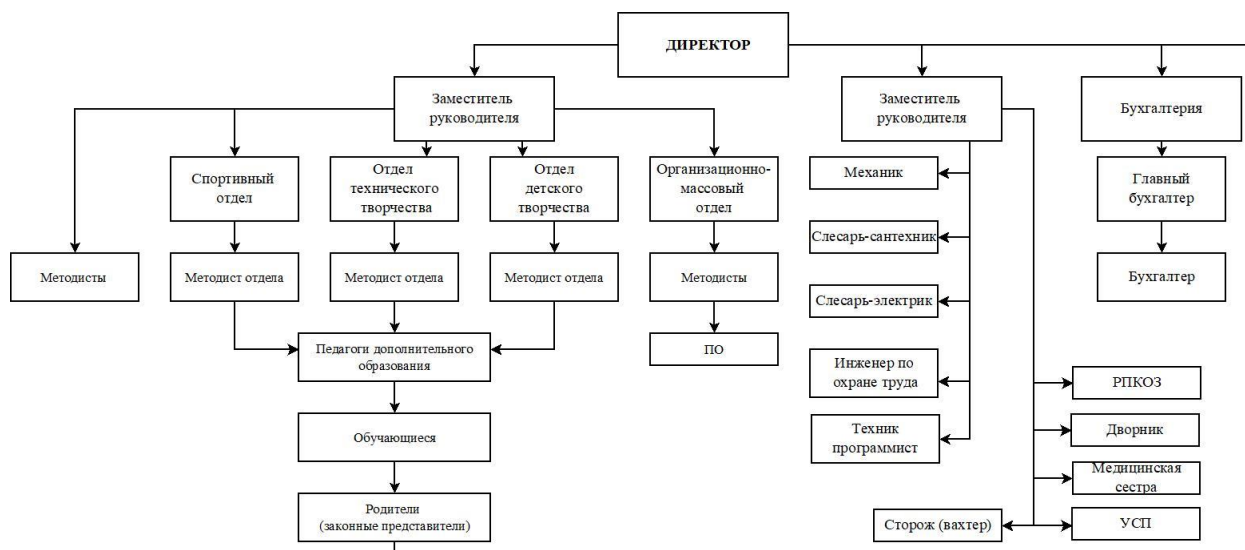 ДИРЕКТОР
Заместитель
руководителя
Заместитель
руководителя
Бухгалтерия
Спортивный
отдел
Отдел
технического
творчества
Отдел
детского
творчества
Организационно-
массовый
отдел
Механик
Главный
бухгалтер
Методисты
Методист отдела
Методист отдела
Методист отдела
Методисты
Слесарь-сантехник
Бухгалтер
Слесарь-электрик
Педагоги дополнительного
образования
ПО
Инженер по
охране труда
РПКОЗ
Обучающиеся
Техник
программист
Дворник
Медицинская
сестра
Родители
(законные представители)
Сторож (вахтер)
УСП